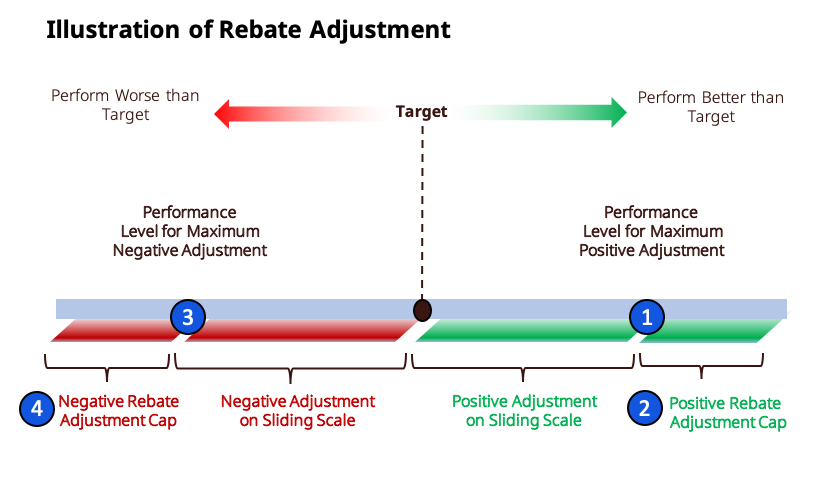 Illustration of Rebate Adjustment
Perform Worse than
Target
Target
Perform Better than
Target
Performance
Level for Maximum
Negative Adjustment
Performance
Level for Maximum
Positive Adjustment
3
1
4
Negative Rebate
Adjustment Cap
Negative Adjustment
on Sliding Scale
Positive Adjustment
on Sliding Scale
2
Positive Rebate
Adjustment Cap